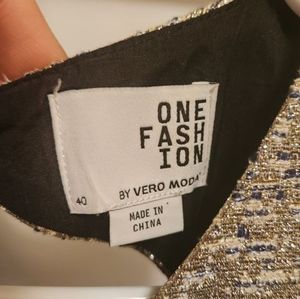 ONE
FASH
ION
BY VERO MODA
40
MADE IN
CHINA